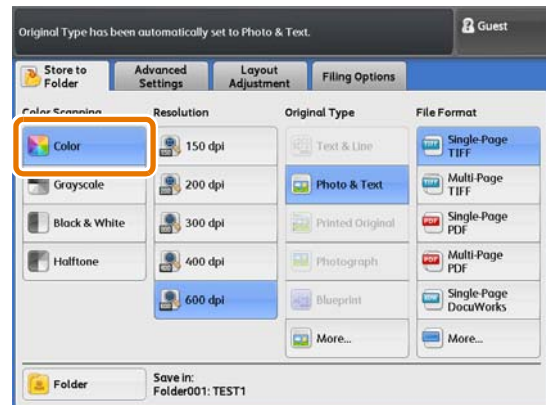 Original Type has been automatically set to Photo & Text.
Guest
Store to
Folder
Advanced
Settings
Layout
Adjustment
Filing Options
Color Scanning
Resolution
Original Type
File Format
Color
150 dpi
Text & Line
Single-Page
TIFF
Grayscale
200 dpi
Photo & Text
Multi-Page
TIFF
Black & White
300 dpi
Printed Original
Single-Page
PDF
Halftone
400 dpi
Photograph
Multi-Page
PDF
600 dpi
Blueprint
Single-Page
DocuWorks
More...
More...
Folder
Save in:
Folder001: TEST1